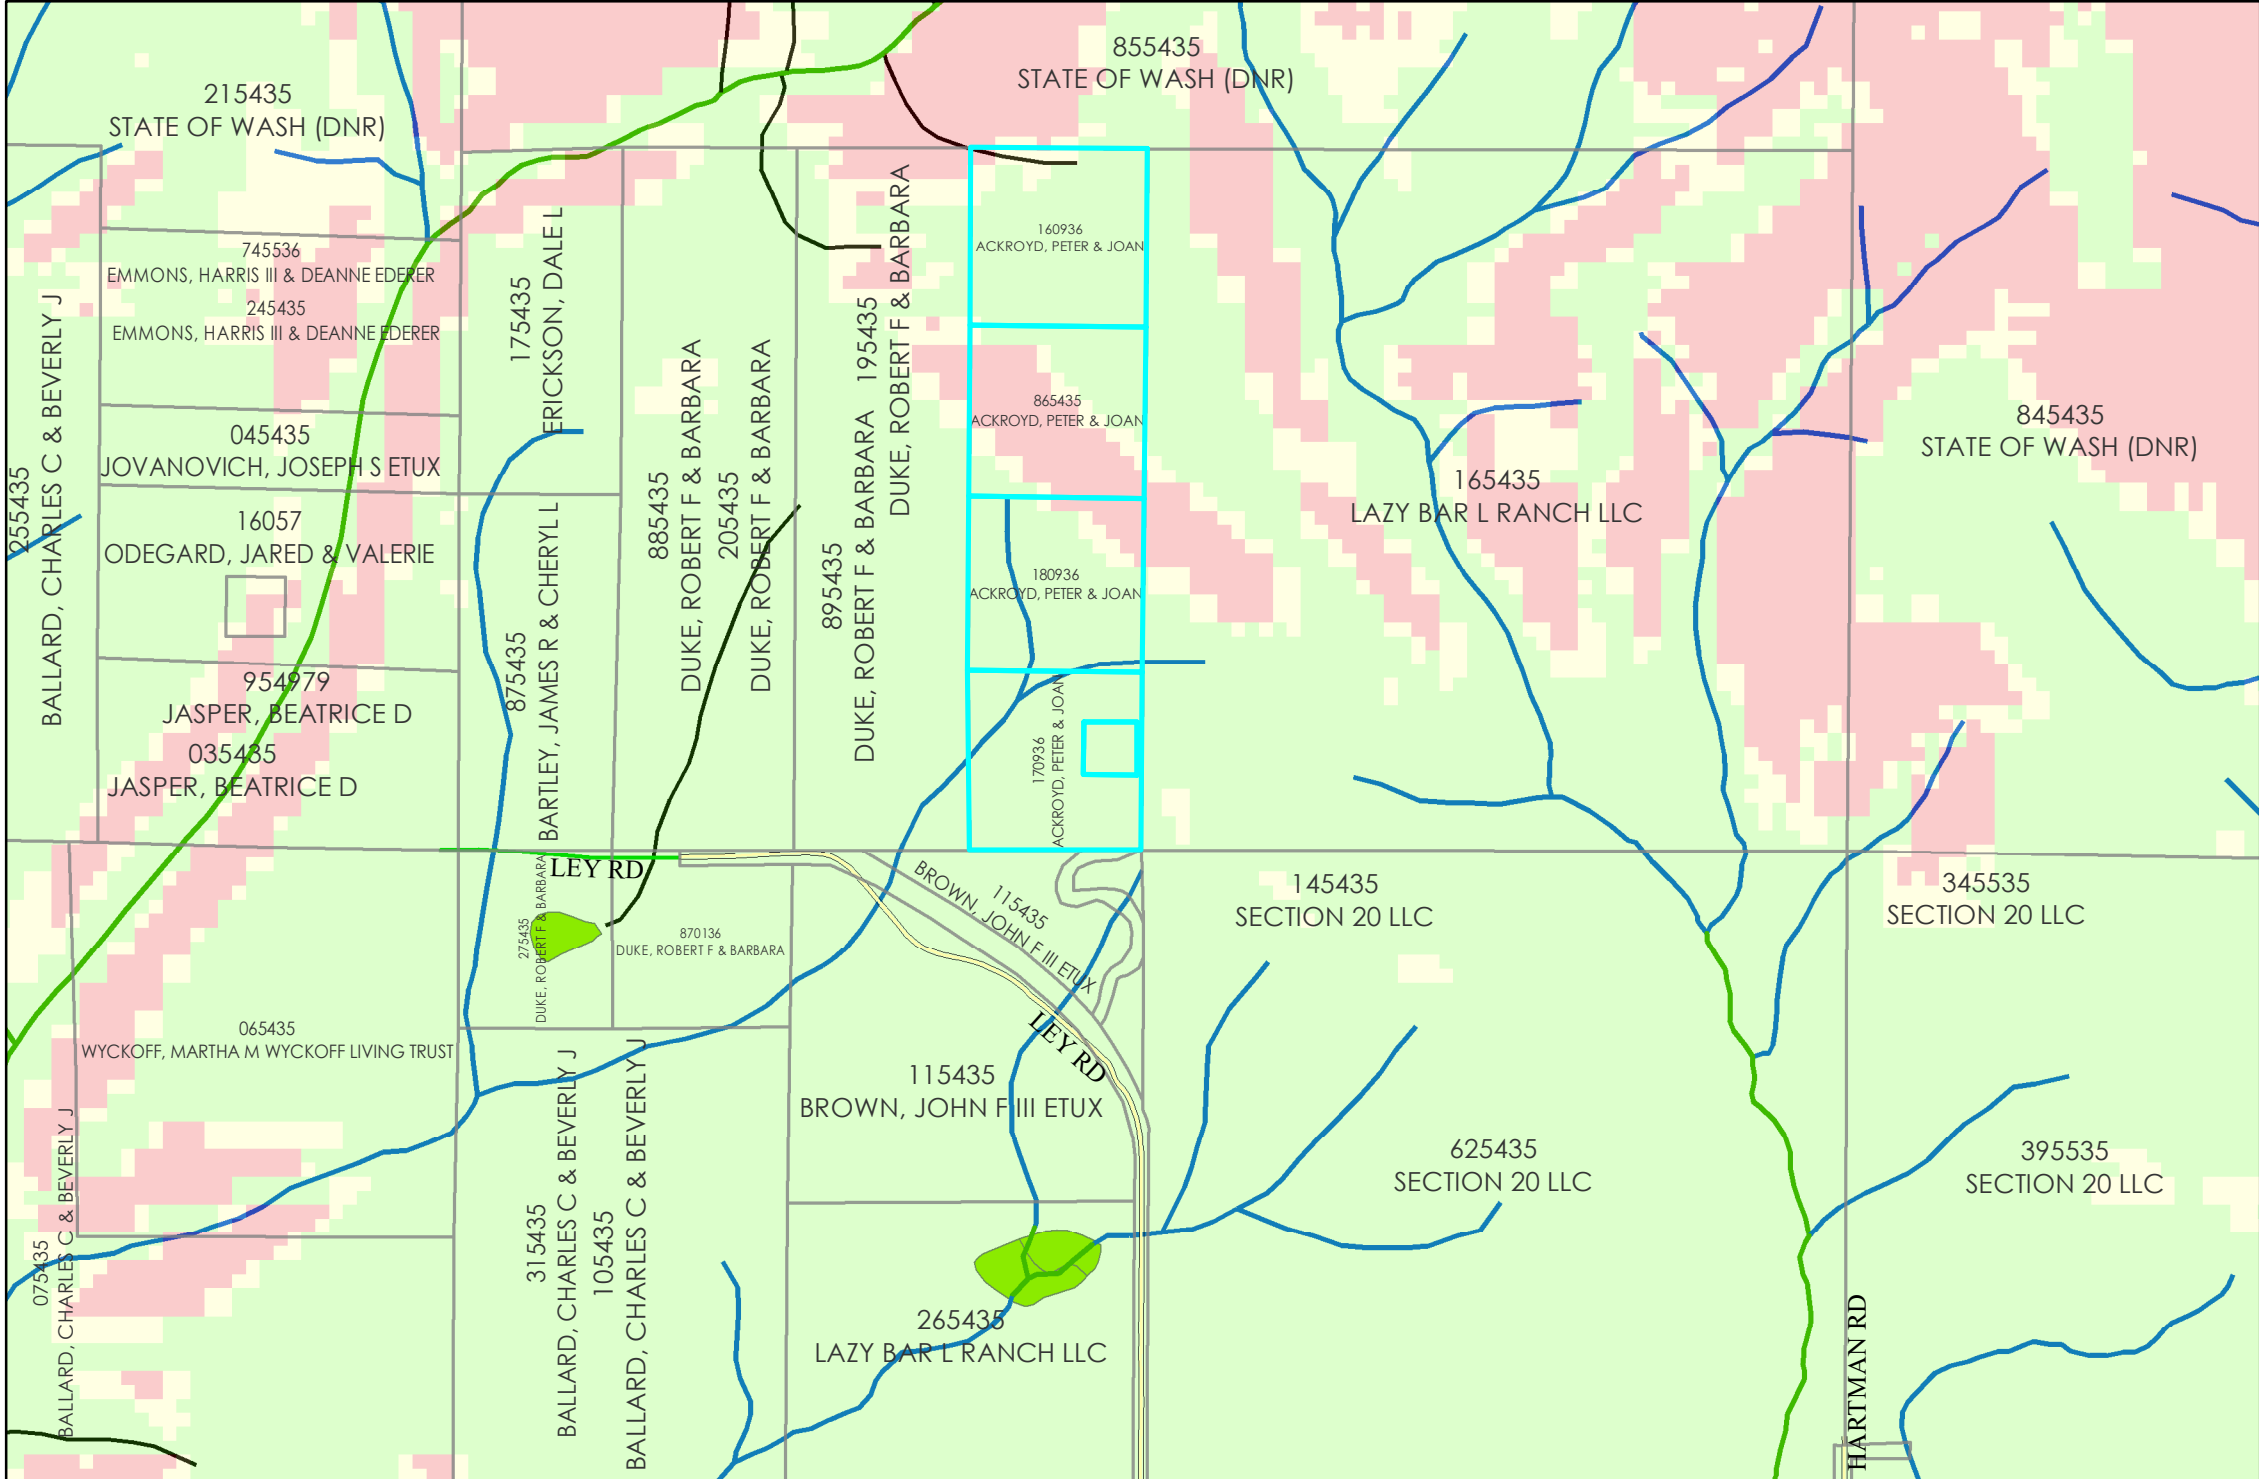 855435
STATE OF WASH (DNR)
215435
STATE OF WASH (DNR)
745536
EMMONS, HARRIS III & DEANNE EDERER
245435
EMMONS, HARRIS III & DEANNE EDERER
255435
BALLARD, CHARLES C & BEVERLY J
045435
JOVANOVICH, JOSEPH S ETUX
16057
ODEGARD, JARED & VALERIE
954979
JASPER, BEATRICE D
035435
JASPER, BEATRICE D
175435
ERICKSON, DALE L
875435
BARTLEY, JAMES R & CHERYL L
885435
DUKE, ROBERT F & BARBARA
205435
DUKE, ROBERT F & BARBARA
895435
DUKE, ROBERT F & BARBARA
195435
DUKE, ROBERT F & BARBARA
160936
ACKROYD, PETER & JOAN
865435
ACKROYD, PETER & JOAN
180936
ACKROYD, PETER & JOAN
170936
ACKROYD, PETER & JOAN
165435
LAZY BAR L RANCH LLC
845435
STATE OF WASH (DNR)
LEY RD
275435
DUKE, ROBERT F & BARBARA
870136
DUKE, ROBERT F & BARBARA
115435
BROWN, JOHN F III ETUX
LEY RD
145435
SECTION 20 LLC
345535
SECTION 20 LLC
065435
WYCKOFF, MARTHA M WYCKOFF LIVING TRUST
075435
BALLARD, CHARLES C & BEVERLY J
315435
BALLARD, CHARLES C & BEVERLY J
105435
BALLARD, CHARLES C & BEVERLY J
115435
BROWN, JOHN F III ETUX
625435
SECTION 20 LLC
395535
SECTION 20 LLC
265435
LAZY BAR L RANCH LLC
HARTMAN RD